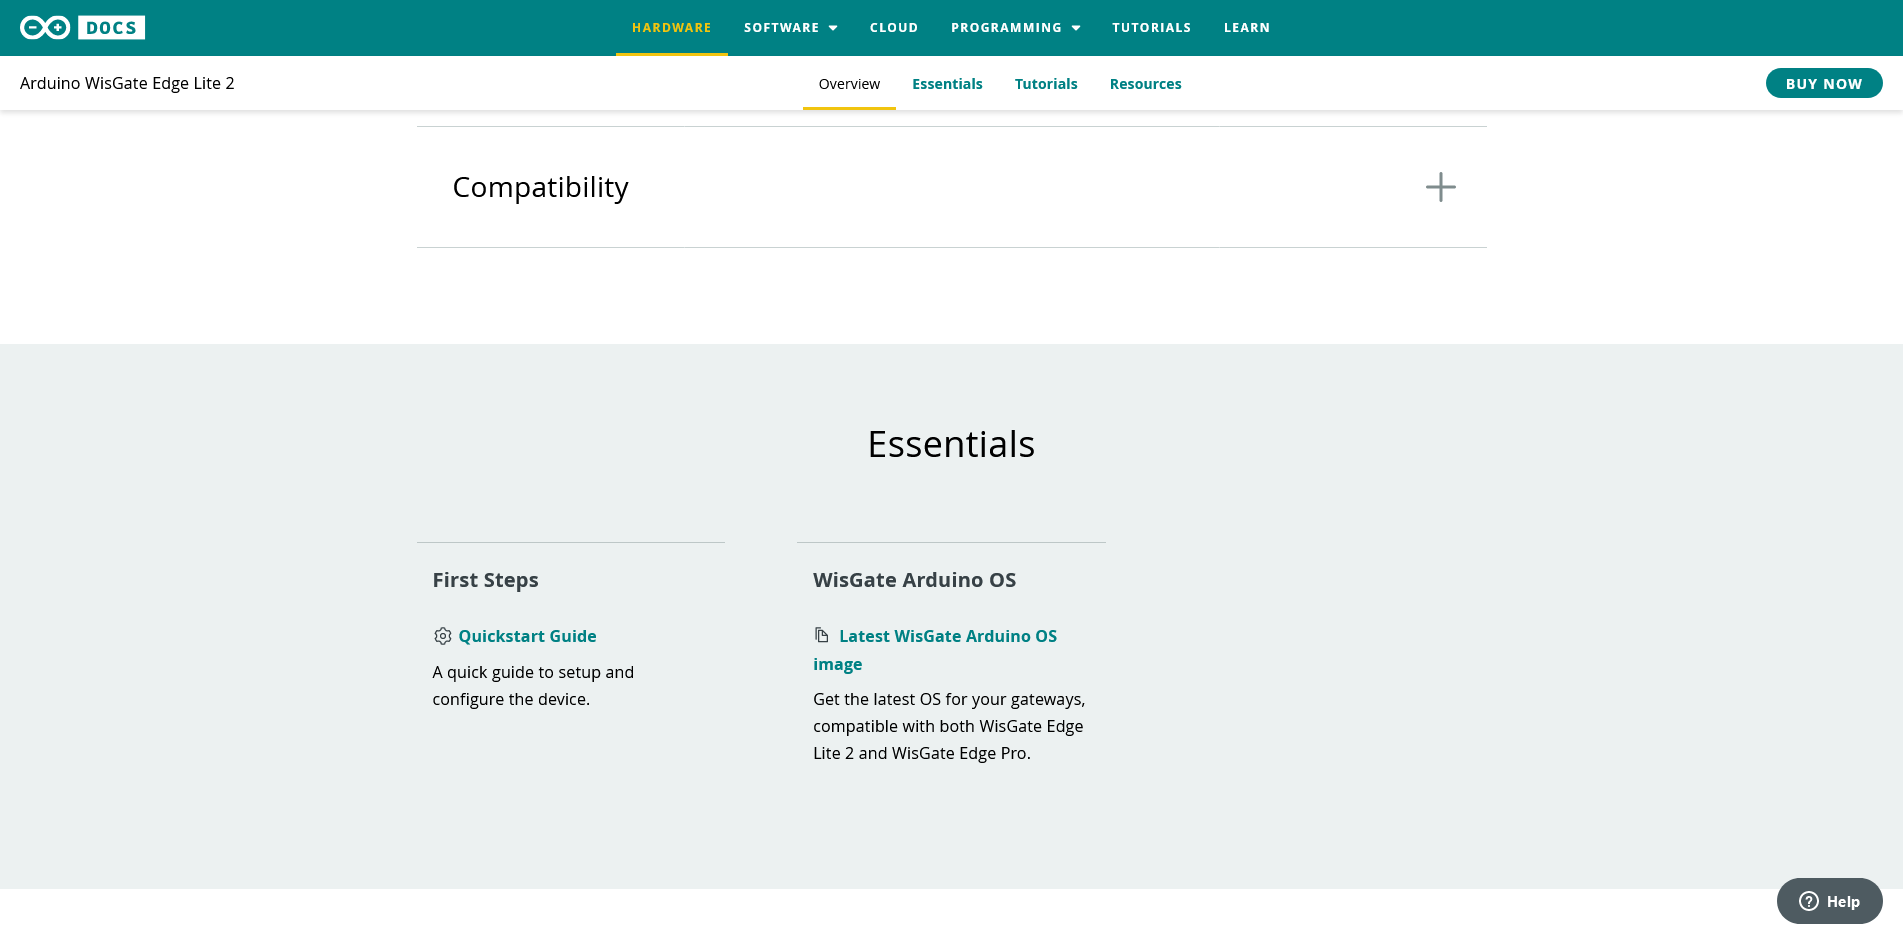 DOCS
HARDWARE SOFTWARE CLOUD PROGRAMMING TUTORIALS LEARN
Arduino WisGate Edge Lite 2
Overview Essentials Tutorials Resources
BUY NOW
Compatibility
Essentials
First Steps
Quickstart Guide
A quick guide to setup and
configure the device.
WisGate Arduino OS
Latest WisGate Arduino OS
image
Get the latest OS for your gateways,
compatible with both WisGate Edge
Lite 2 and WisGate Edge Pro.
Help